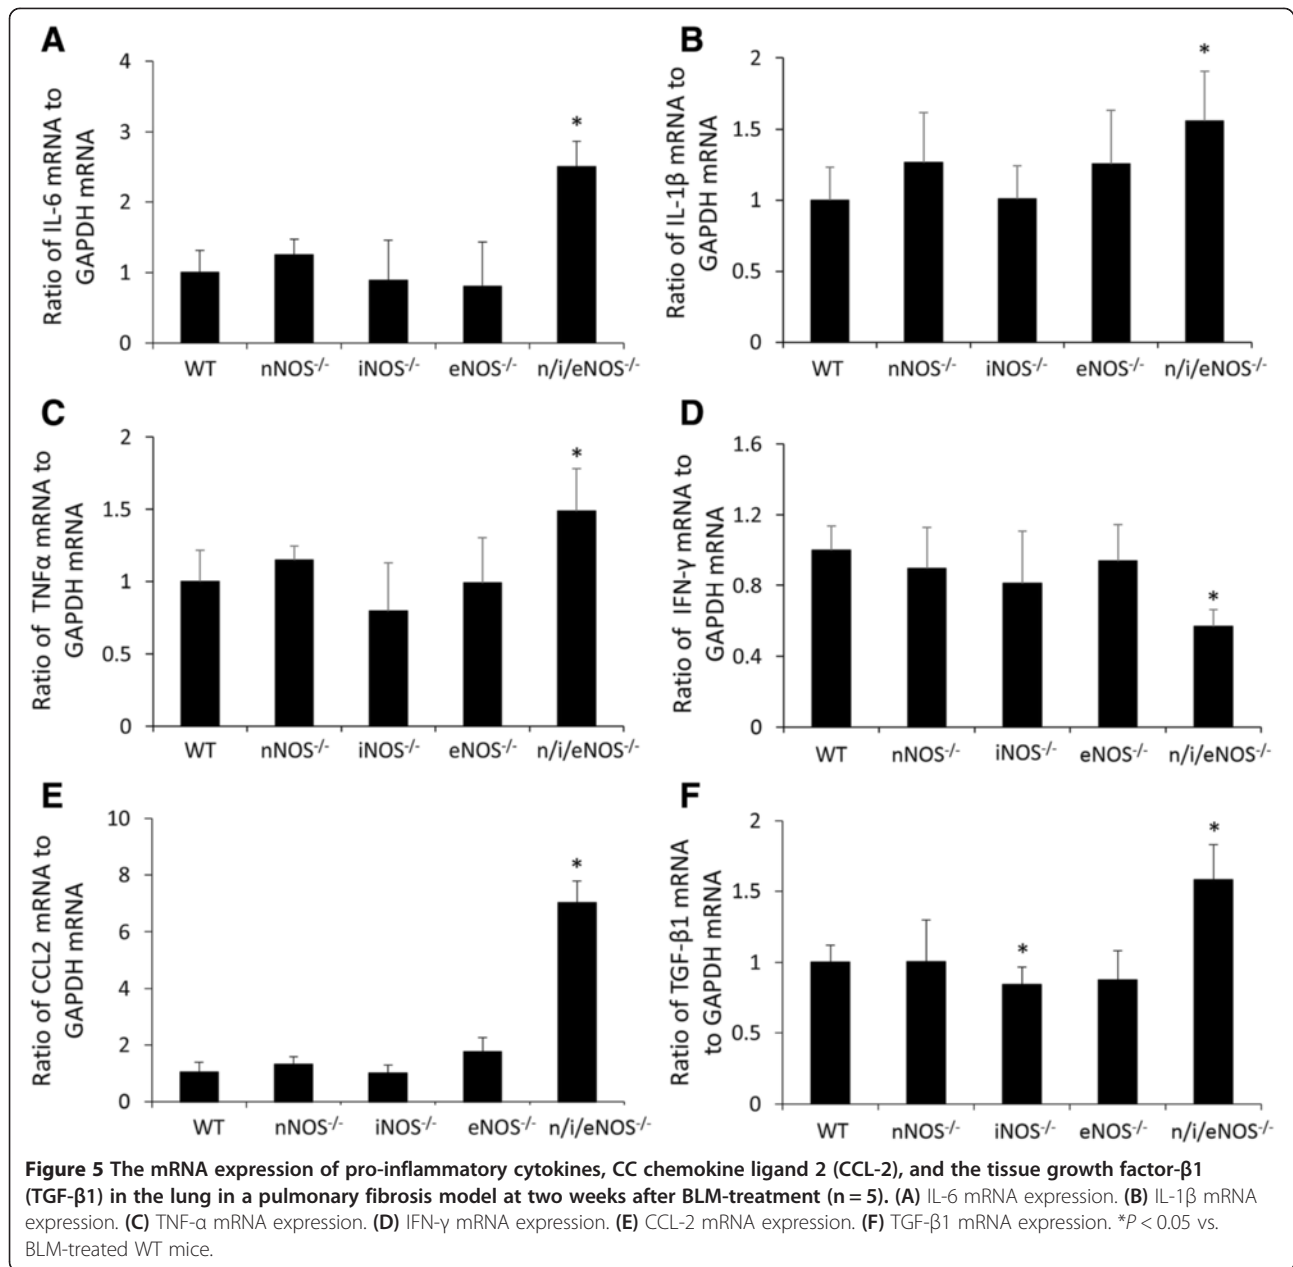 A
Ratio of IL-6 mRNA to
GAPDH mRNA
4
3
2
1
0
*
WT nNOS-/- iNOS-/- eNOS-/- n/i/eNOS-/-
B
Ratio of IL-1β mRNA to
GAPDH mRNA
2
1.5
1
0.5
0
*
WT nNOS-/- iNOS-/- eNOS-/- n/i/eNOS-/-
C
Ratio of TNFα mRNA to
GAPDH mRNA
2
1.5
1
0.5
0
*
WT nNOS-/- iNOS-/- eNOS-/- n/i/eNOS-/-
D
Ratio of IFN-γ mRNA to
GAPDH mRNA
1.6
1.2
0.8
0.4
0
*
WT nNOS-/- iNOS-/- eNOS-/- n/i/eNOS-/-
E
Ratio of CCL2 mRNA to
GAPDH mRNA
10
8
6
4
2
0
*
WT nNOS-/- iNOS-/- eNOS-/- n/i/eNOS-/-
F
Ratio of TGF-β1 mRNA
to GAPDH mRNA
2
1.5
1
0.5
0
*
*
WT nNOS-/- iNOS-/- eNOS-/- n/i/eNOS-/-
Figure 5 The mRNA expression of pro-inflammatory cytokines, CC chemokine ligand 2 (CCL-2), and the tissue growth factor-β1
(TGF-β1) in the lung in a pulmonary fibrosis model at two weeks after BLM-treatment (n = 5). (A) IL-6 mRNA expression. (B) IL-1β mRNA
expression. (C) TNF-α mRNA expression. (D) IFN-γ mRNA expression. (E) CCL-2 mRNA expression. (F) TGF-β1 mRNA expression. *P < 0.05 vs.
BLM-treated WT mice.